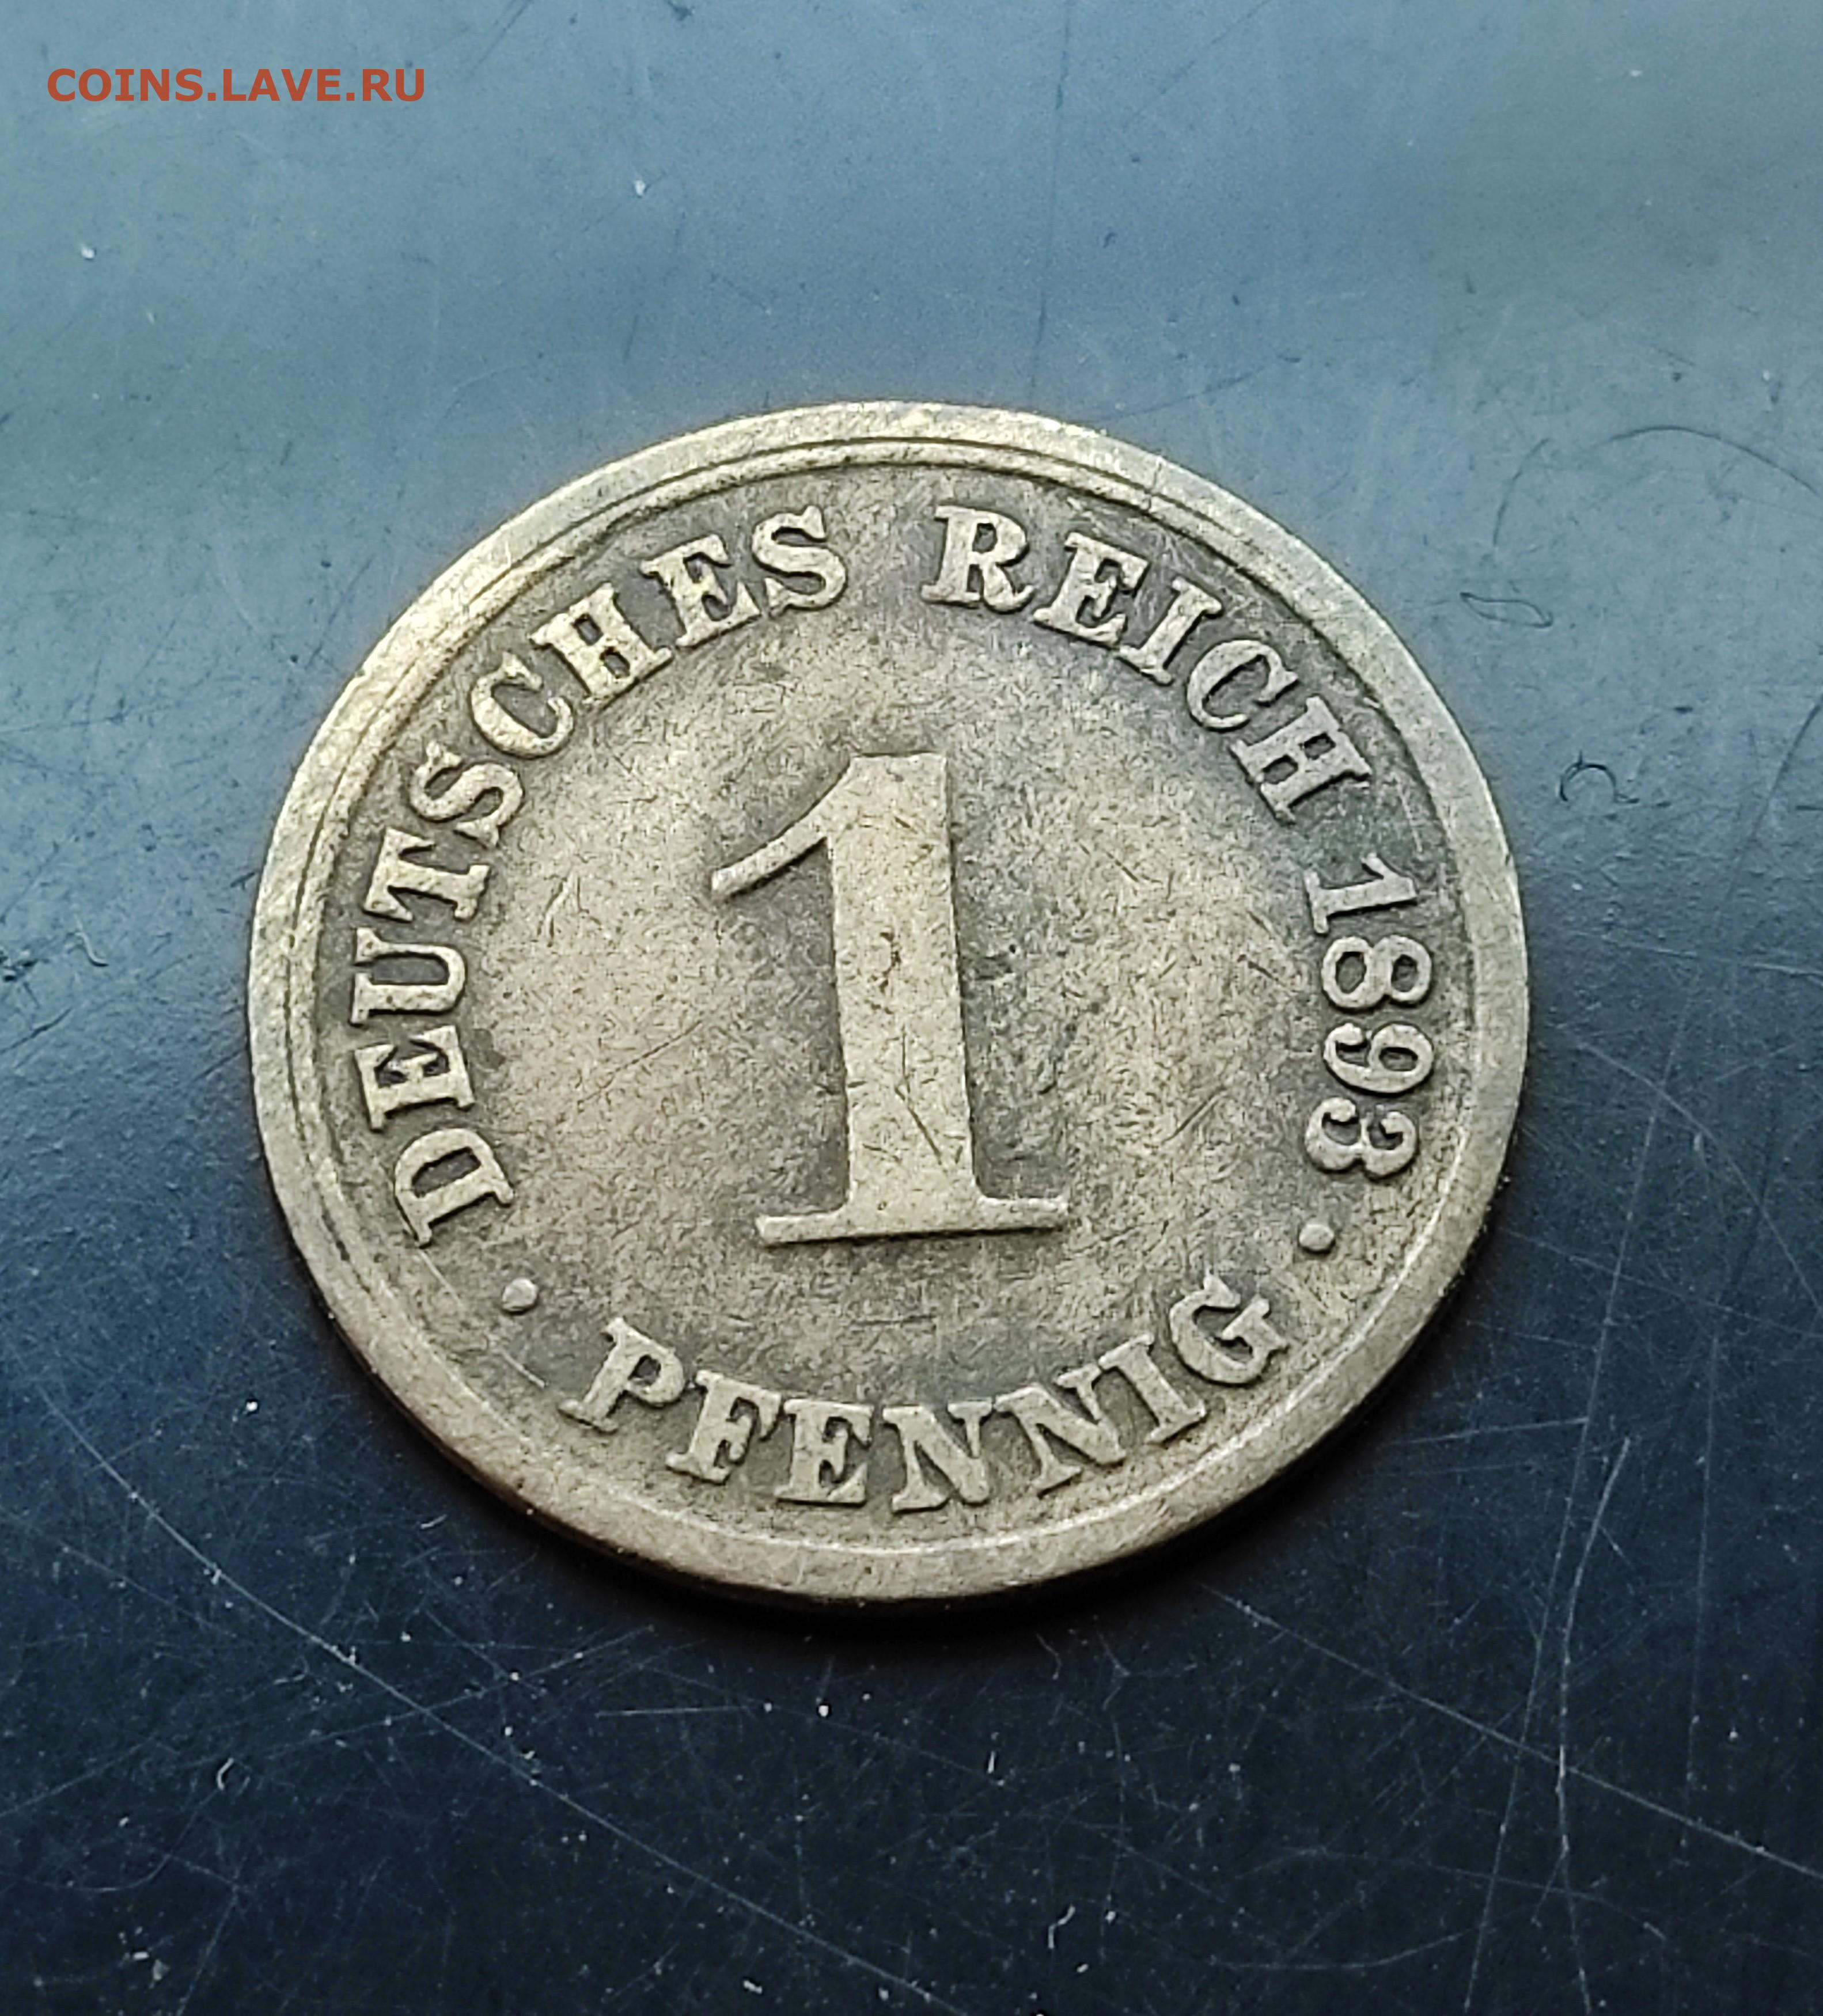 COINS.LAVE.RU
DEUTSCHES REICH 1893
1
· PFENNIG ·